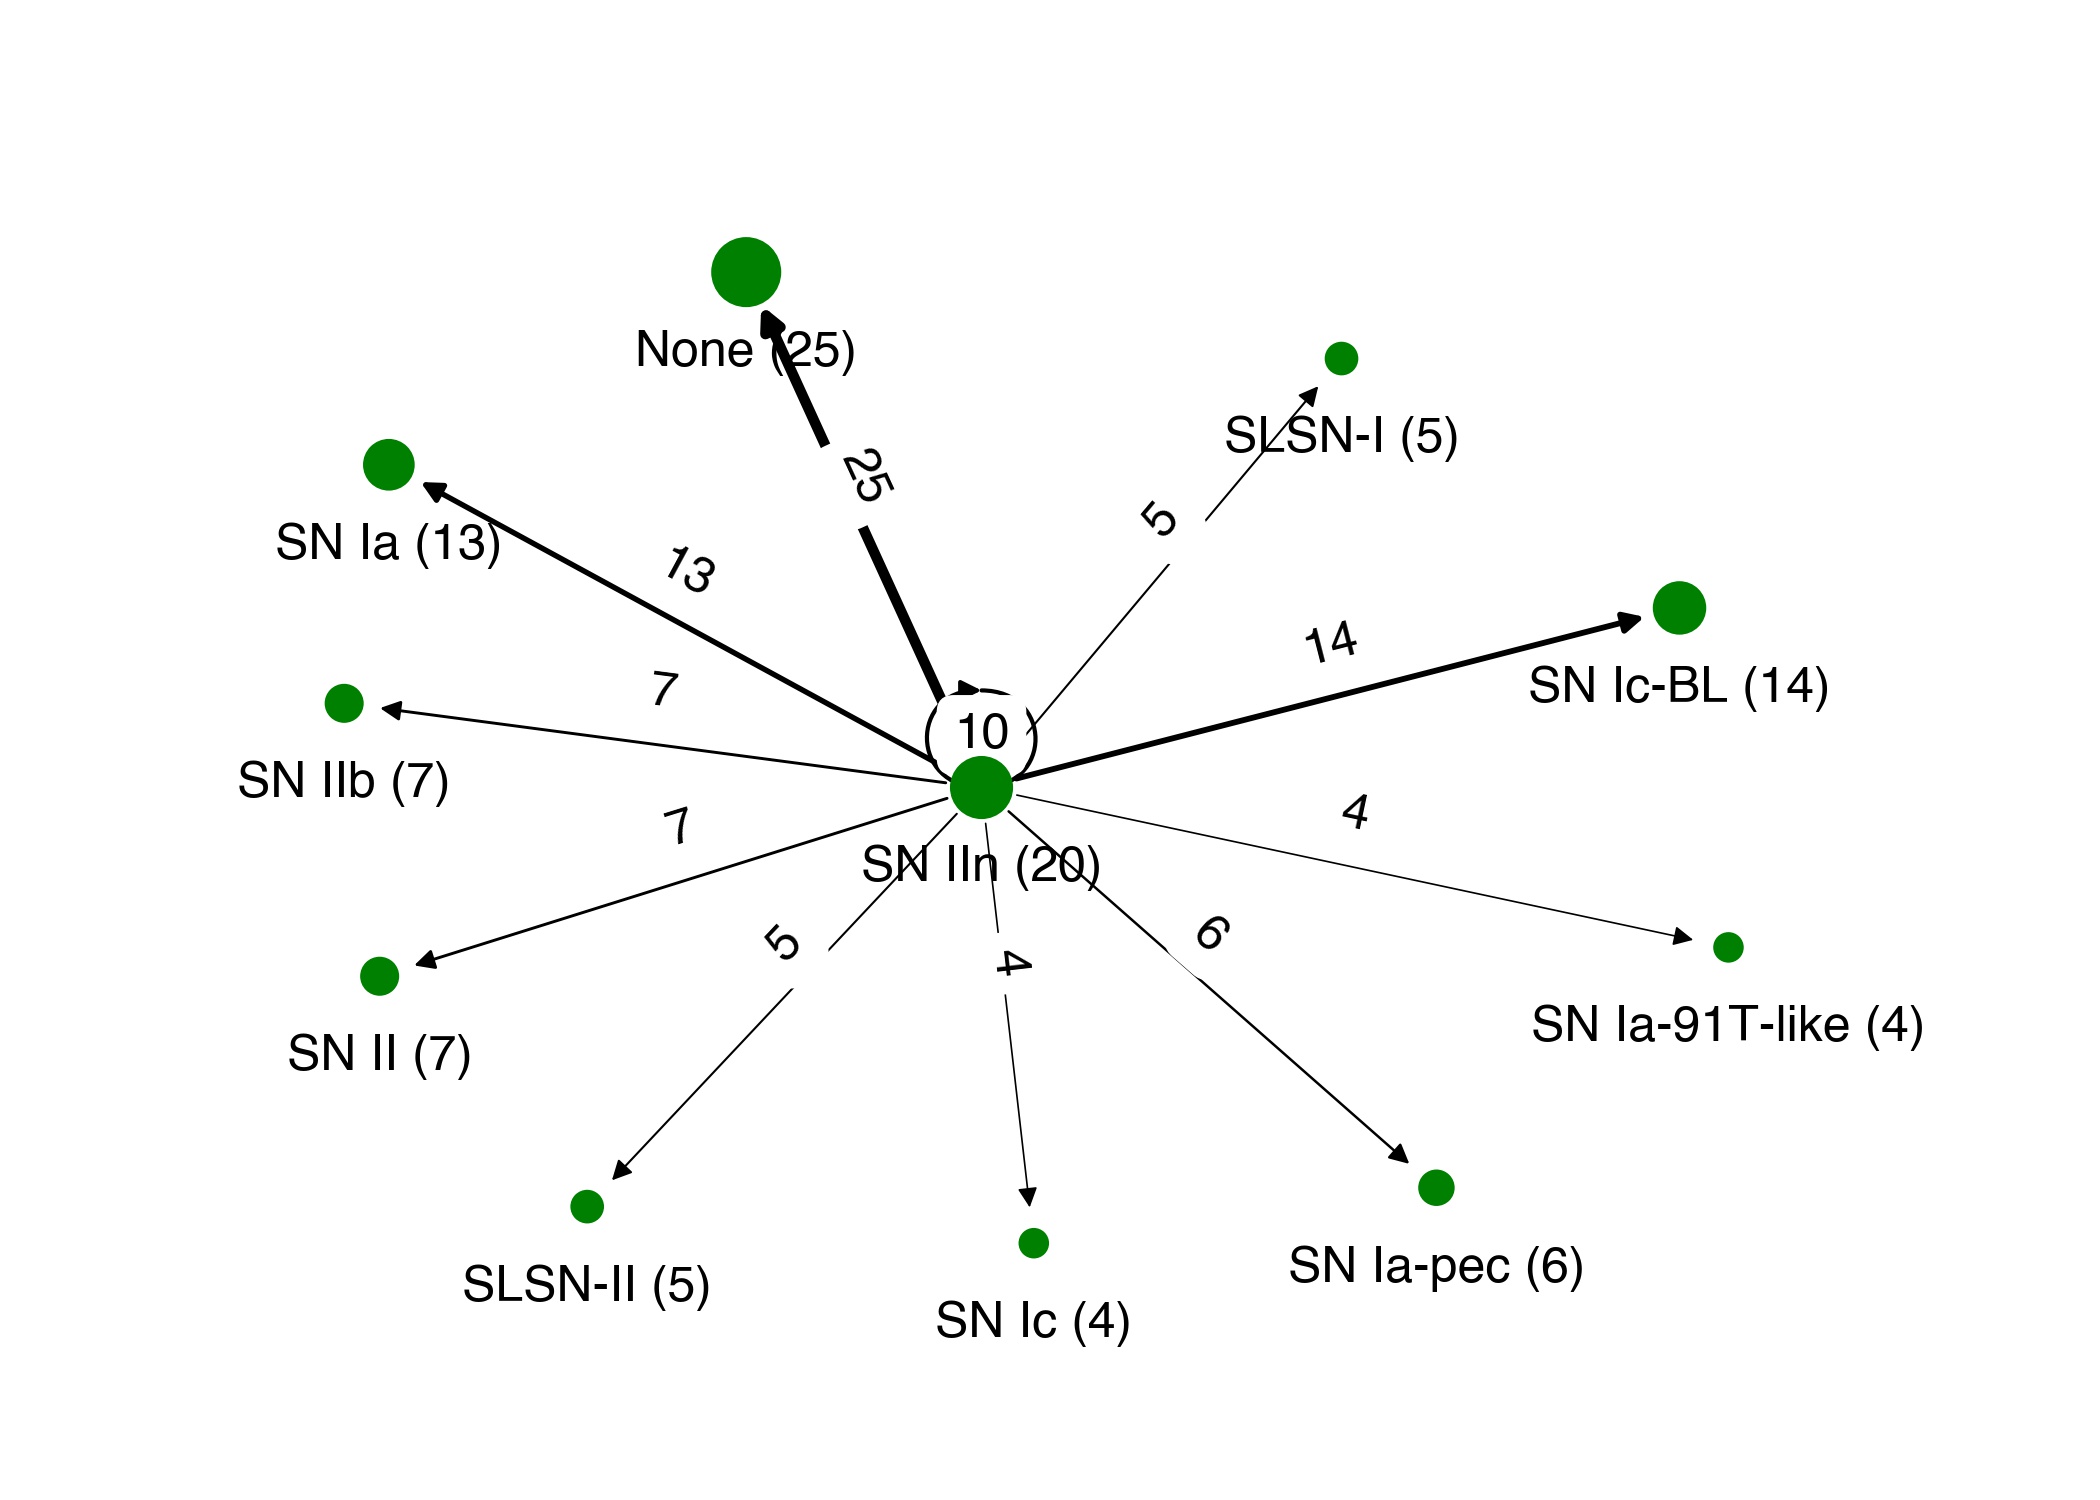 None (25)
SLSN-I (5)
25
SN Ia (13)
5
13
14
7
SN Ic-BL (14)
10
SN IIb (7)
7
4
SN IIn (20)
5
4
6
SN II (7)
SN Ia-91T-like (4)
SLSN-II (5)
SN Ia-pec (6)
SN Ic (4)